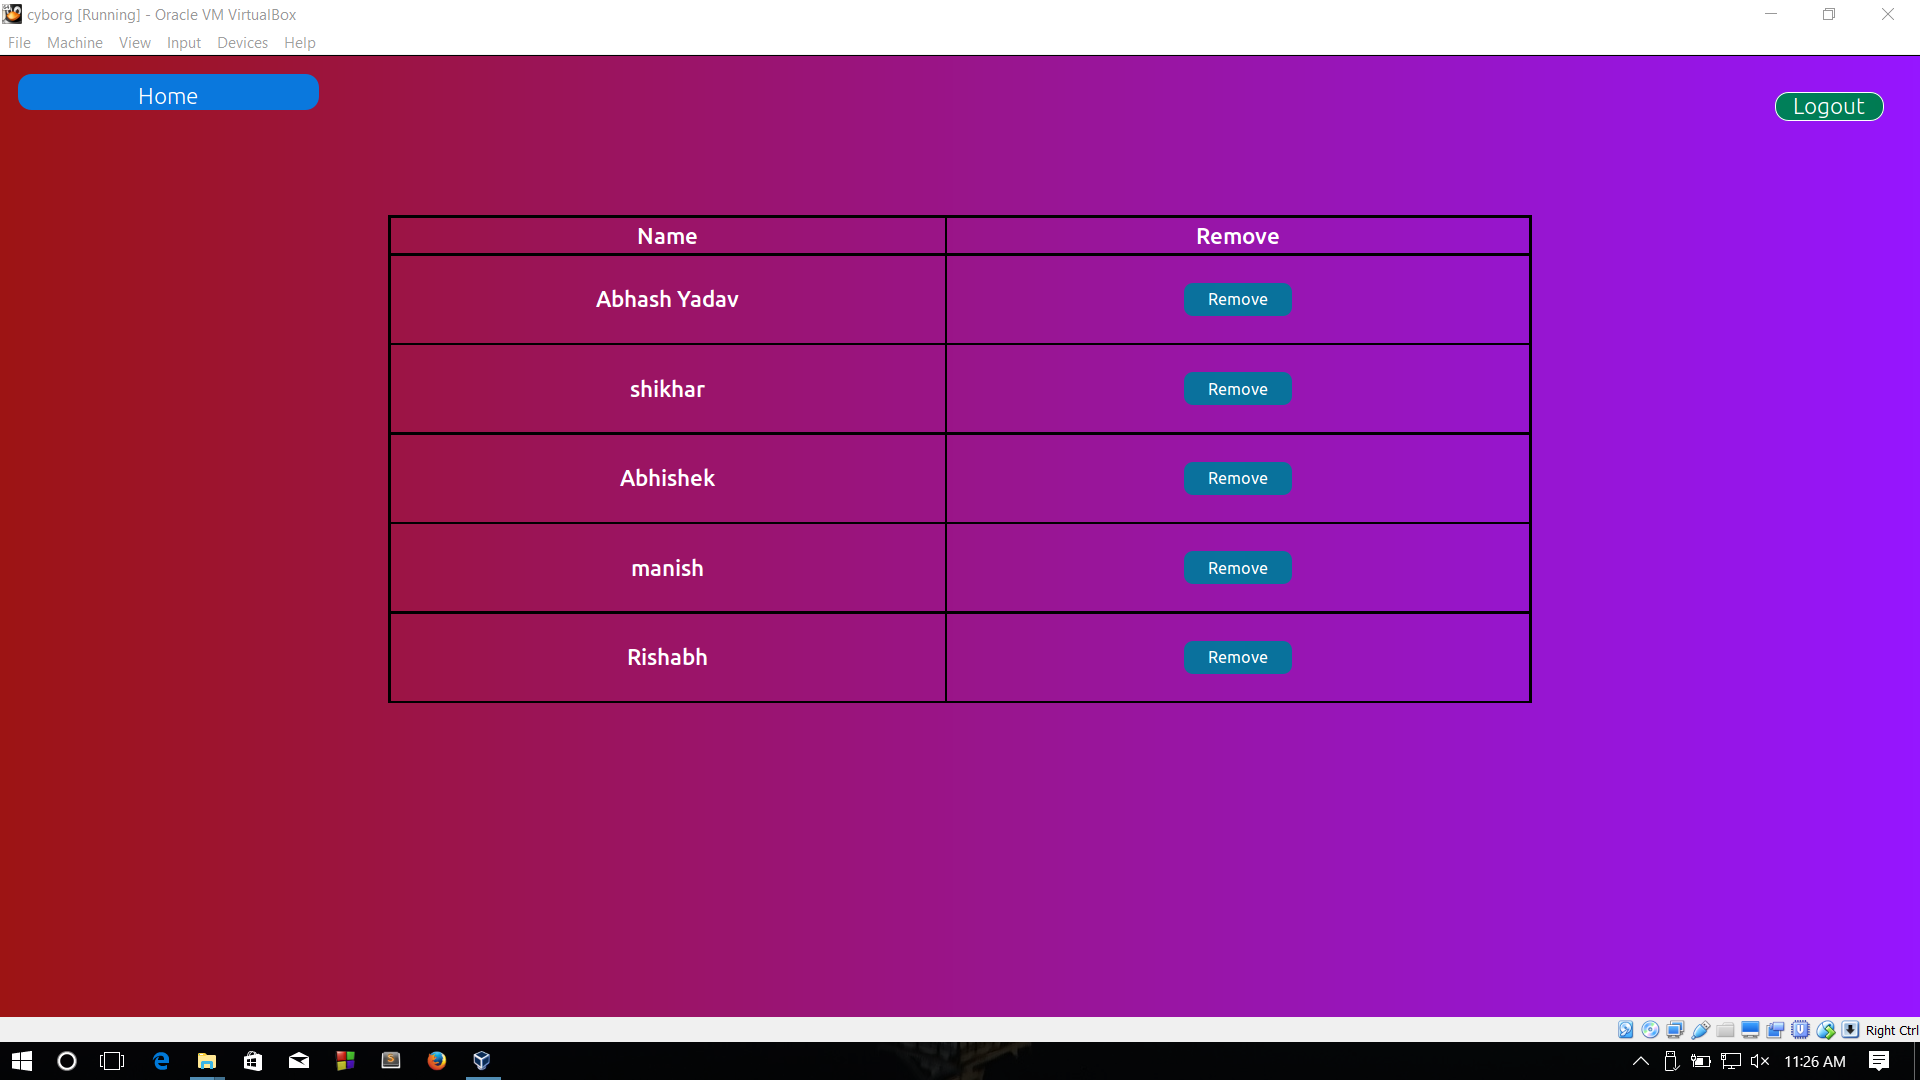 cyborg [Running] - Oracle VM VirtualBox
File Machine View Input Devices Help
Home
Logout
Name Remove
Abhash Yadav Remove
shikhar Remove
Abhishek Remove
manish Remove
Rishabh Remove
Right Ctrl
11:26 AM